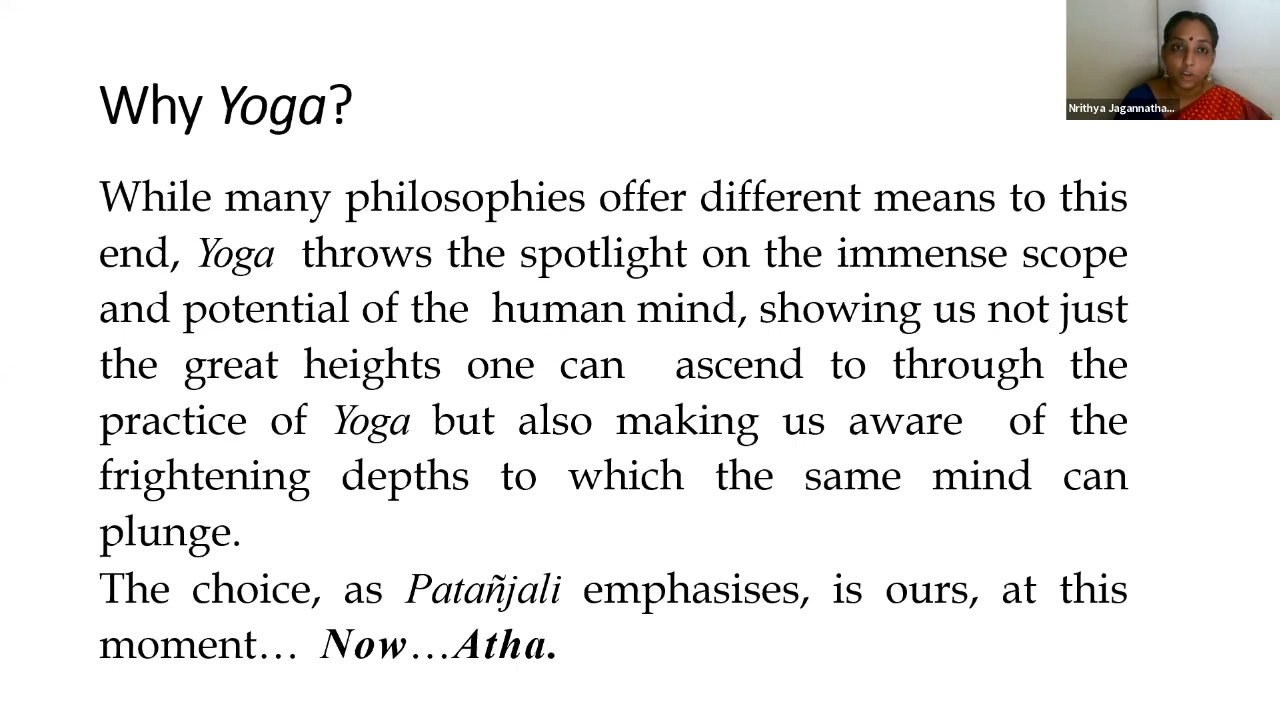 Why Yoga?
While many philosophies offer different means to this
end, Yoga throws the spotlight on the immense scope
and potential of the human mind, showing us not just
the great heights one can ascend to through the
practice of Yoga but also making us aware of the
frightening depths to which the same mind can
plunge.
The choice, as Patañjali emphasises, is ours, at this
moment… Now…Atha.
Nrithya Jagannatha...